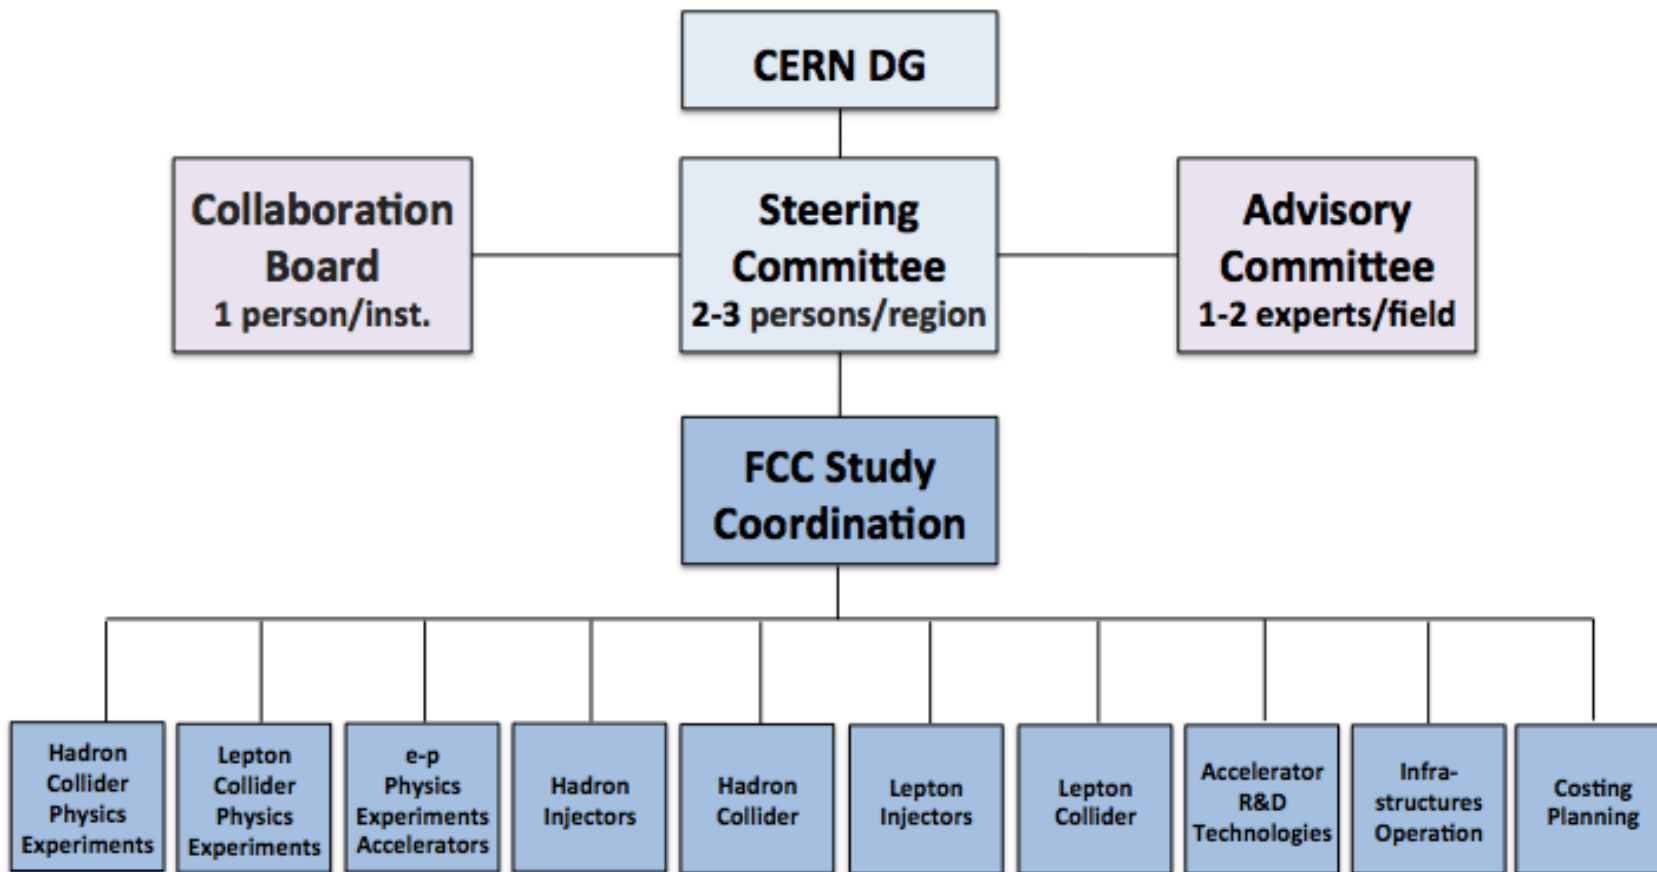 CERN DG
Collaboration
Board
1 person/inst.
Steering
Committee
2-3 persons/region
Advisory
Committee
1-2 experts/field
FCC Study
Coordination
Hadron
Collider
Physics
Experiments
Lepton
Collider
Physics
Experiments
e-p
Physics
Experiments
Accelerators
Hadron
Injectors
Hadron
Collider
Lepton
Injectors
Lepton
Collider
Accelerator
R&D
Technologies
Infra-
structures
Operation
Costing
Planning